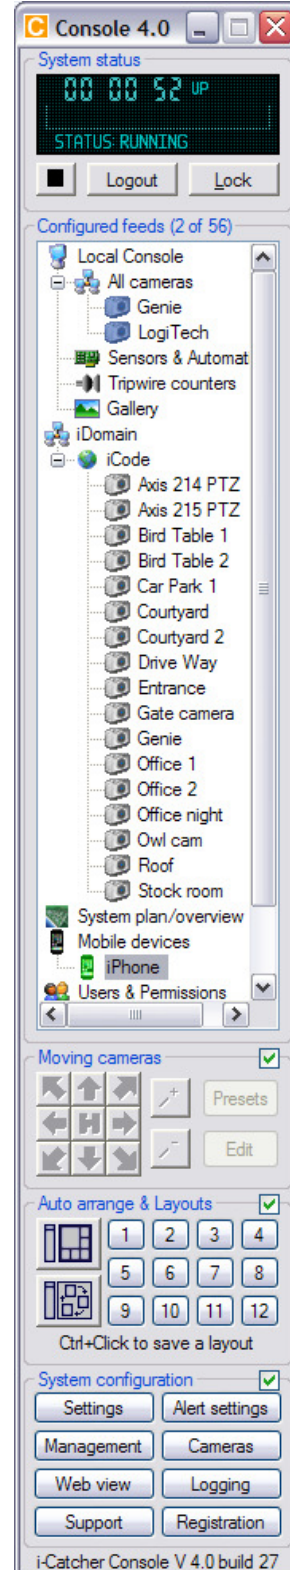 C Console 4.0
System status
00 00 52 UP
STATUS: RUNNING
Logout Lock
Configured feeds (2 of 56)
Local Console
All cameras
Genie
LogiTech
Sensors & Automat
Tripwire counters
Gallery
iDomain
iCode
Axis 214 PTZ
Axis 215 PTZ
Bird Table 1
Bird Table 2
Car Park 1
Courtyard
Courtyard 2
Drive Way
Entrance
Gate camera
Genie
Office 1
Office 2
Office night
Owl cam
Roof
Stock room
System plan/overview
Mobile devices
iPhone
Users & Permissions
Moving cameras
H Presets
Edit
Auto arrange & Layouts
1 2 3 4
5 6 7 8
9 10 11 12
Ctrl+Click to save a layout
System configuration
Settings Alert settings
Management Cameras
Web view Logging
Support Registration
i-Catcher Console V 4.0 build 27